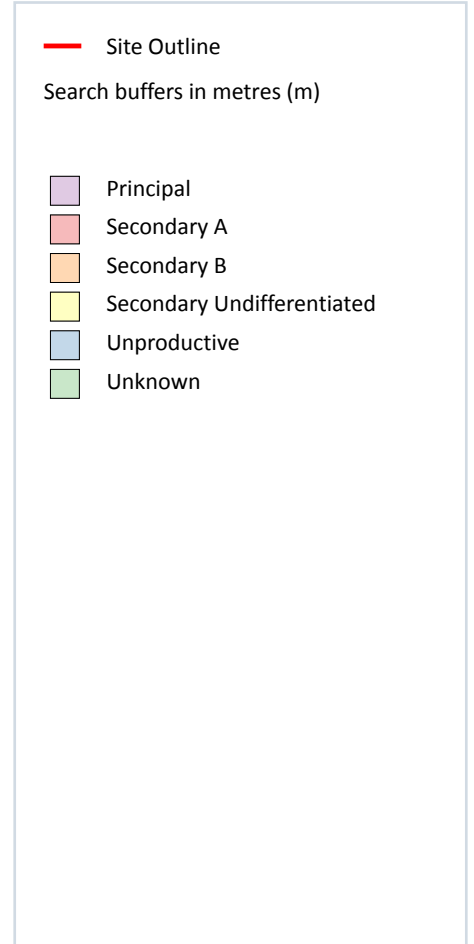 Site Outline
Search buffers in metres (m)
Principal
Secondary A
Secondary B
Secondary Undifferentiated
Unproductive
Unknown